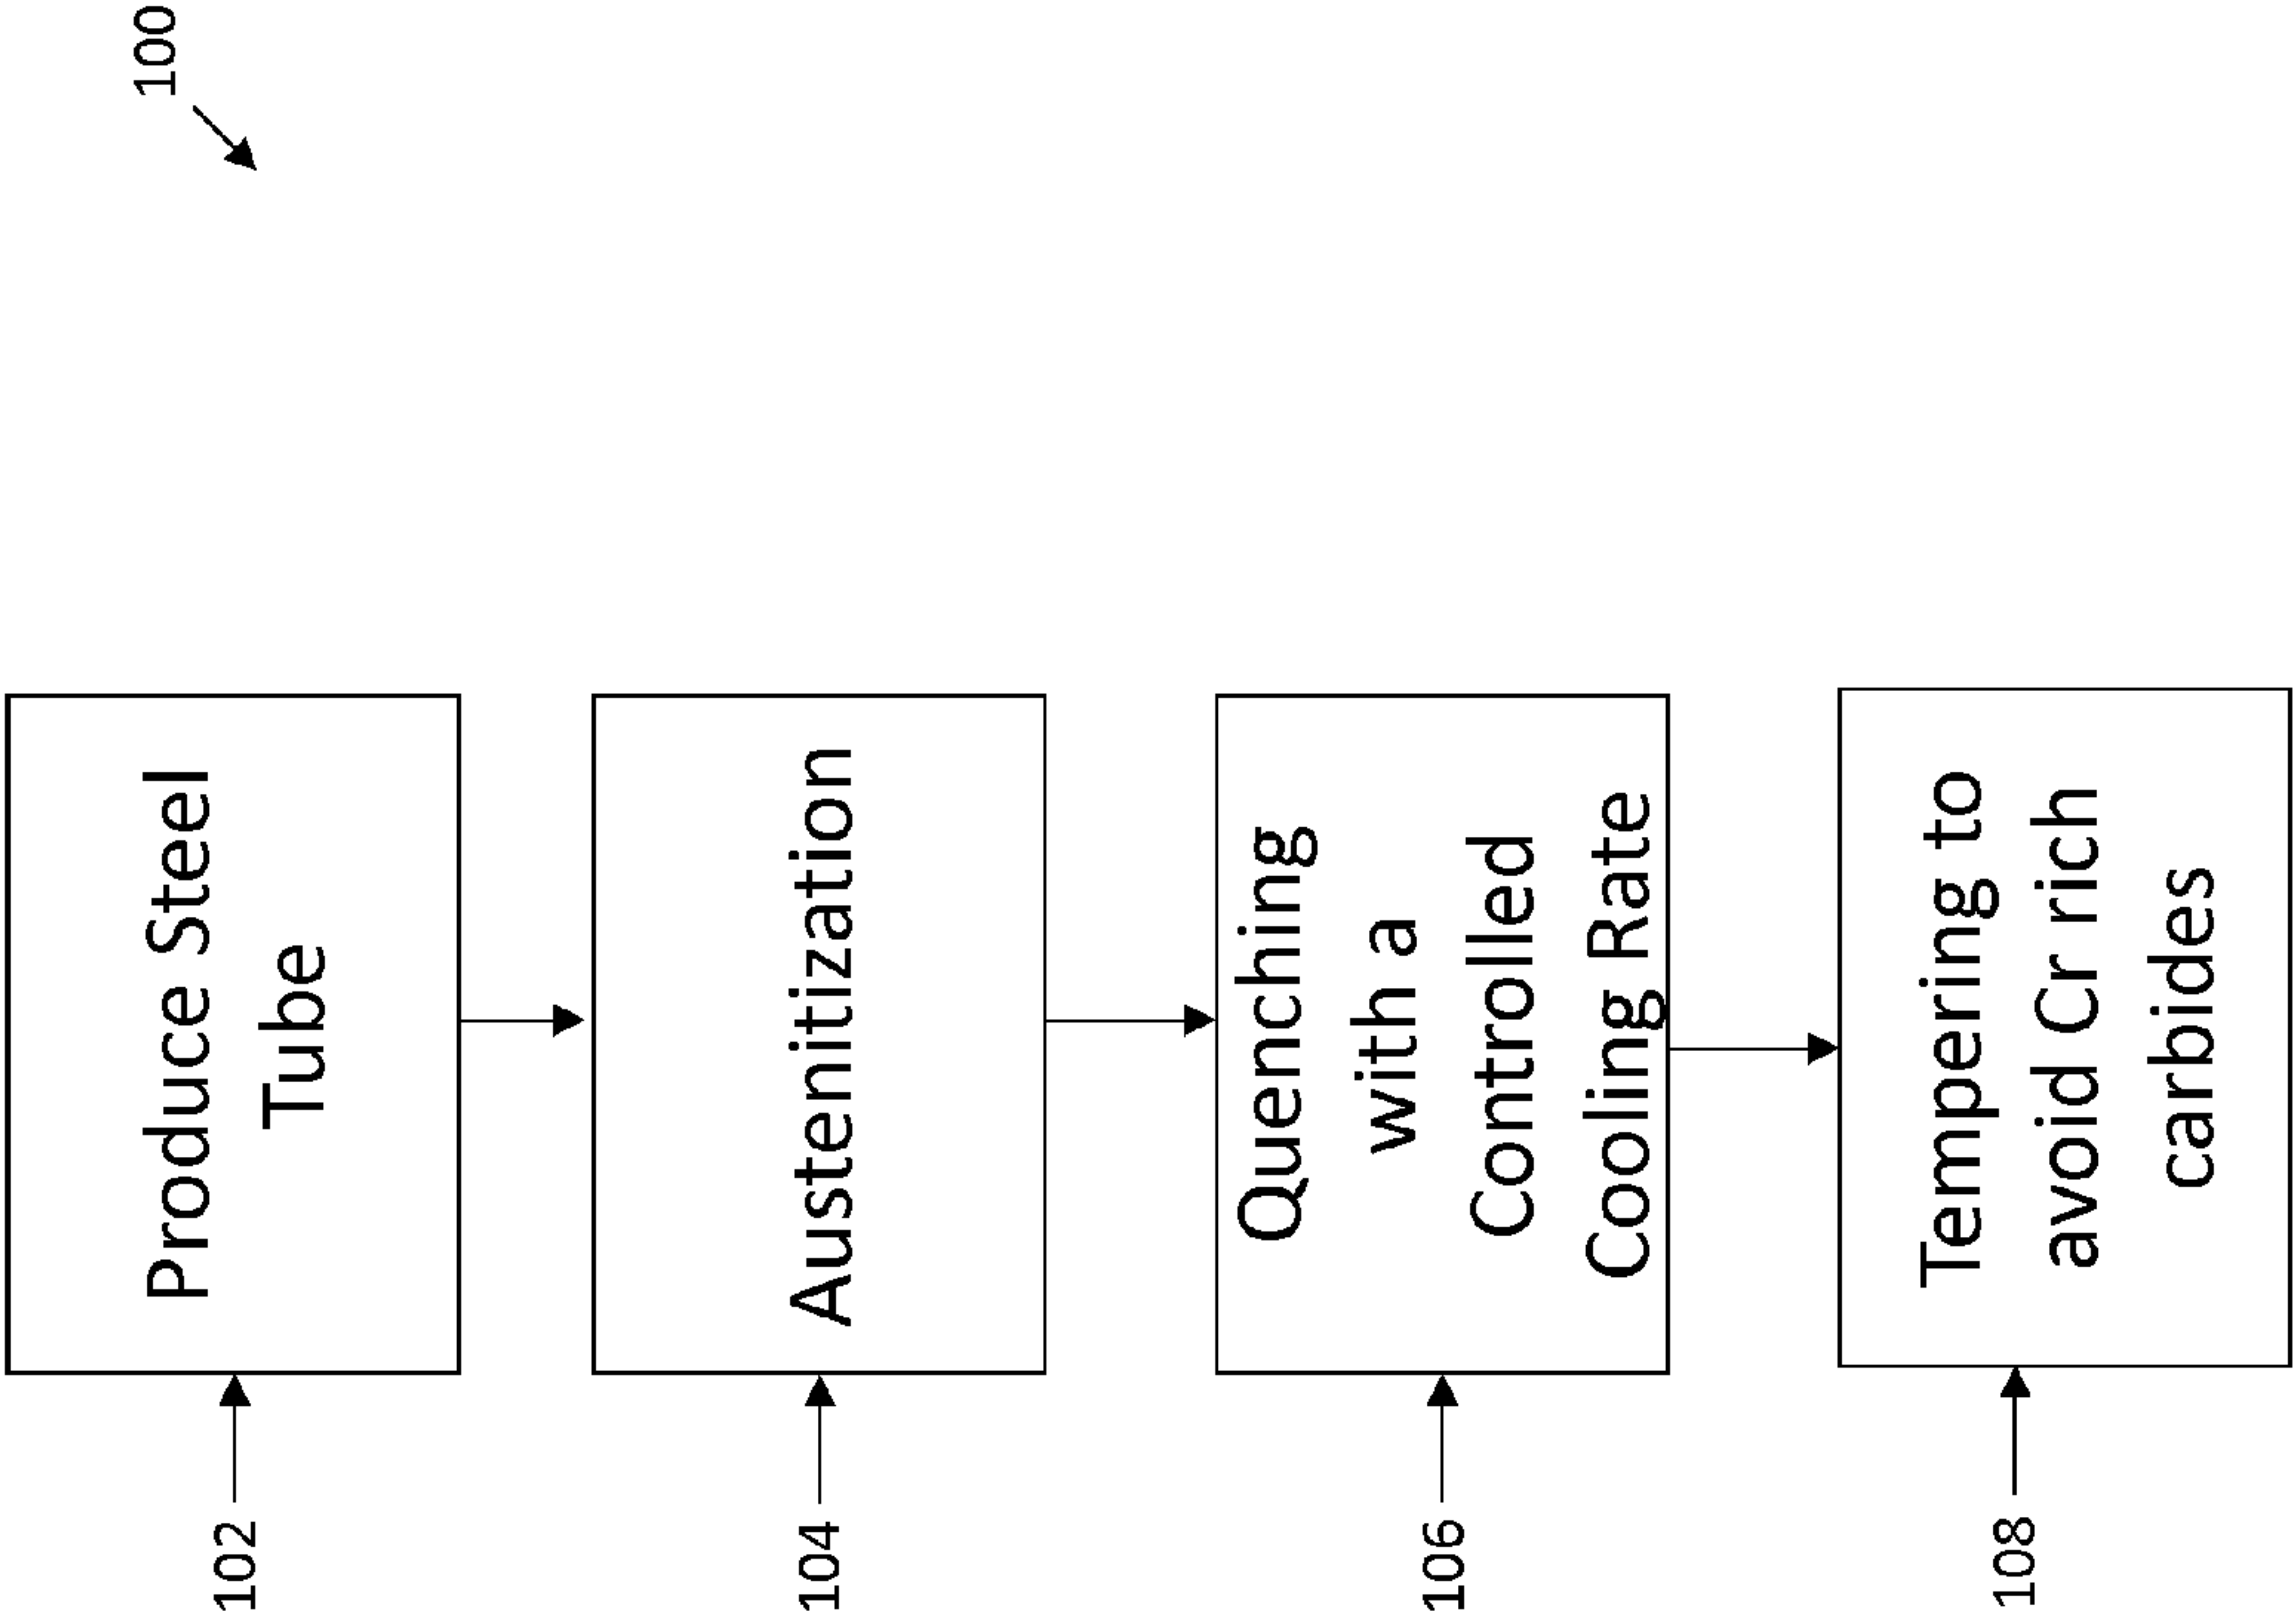 100
102
Produce Steel
Tube
104
Austenitization
106
Quenching
with a
Controlled
Cooling Rate
108
Tempering to
avoid Cr rich
carbides